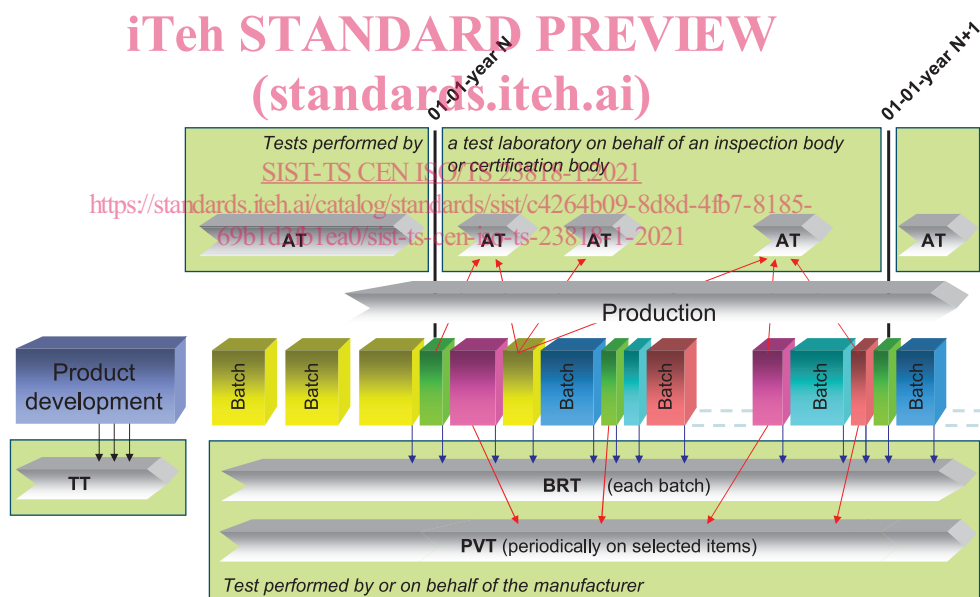 iTeh STANDARD PREVIEW
(standards.iteh.ai)
01-01-year N
01-01-year N+1
Tests performed by
a test laboratory on behalf of an inspection body
or certification body
SIST-TS CEN ISO/TS 23818-1:2021
https://standards.iteh.ai/catalog/standards/sist/c4264b09-8d8d-4fb7-8185-
69b1d3fb1ea0/sist-ts-cen-iso-ts-23818-1-2021
AT
AT
AT
AT
AT
Production
Product
development
Batch
Batch
Batch
Batch
Batch
Batch
Batch
TT
BRT (each batch)
PVT (periodically on selected items)
Test performed by or on behalf of the manufacturer